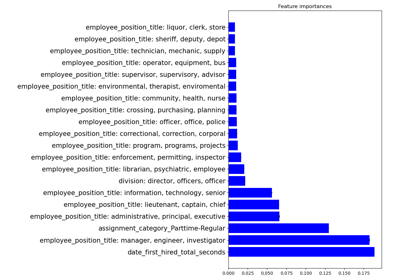 Feature importances
employee_position_title: liquor, clerk, store
employee_position_title: sheriff, deputy, depot
employee_position_title: technician, mechanic, supply
employee_position_title: operator, equipment, bus
employee_position_title: supervisor, supervisory, advisor
employee_position_title: environmental, therapist, enviromental
employee_position_title: community, health, nurse
employee_position_title: crossing, purchasing, planning
employee_position_title: officer, office, police
employee_position_title: correctional, correction, corporal
employee_position_title: program, programs, projects
employee_position_title: enforcement, permitting, inspector
employee_position_title: librarian, psychiatric, employee
division: director, officers, officer
employee_position_title: information, technology, senior
employee_position_title: lieutenant, captain, chief
employee_position_title: administrative, principal, executive
assignment_category_Parttime-Regular
employee_position_title: manager, engineer, investigator
date_first_hired_total_seconds
0.000 0.025 0.050 0.075 0.100 0.125 0.150 0.175